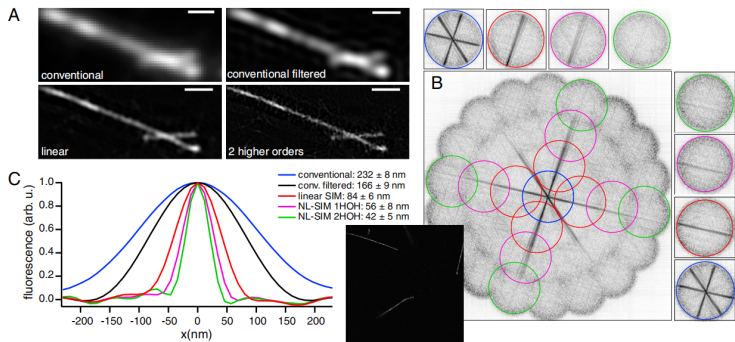 A
conventional
conventional filtered
linear
2 higher orders
B
C
fluorescence (arb. u.)
1.0
0.8
0.6
0.4
0.2
0.0
-200
-150
-100
-50
0
50
100
150
200
x(nm)
conventional: 232 ± 8 nm
conv. filtered: 166 ± 9 nm
linear SIM: 84 ± 6 nm
NL-SIM 1HOH: 56 ± 8 nm
NL-SIM 2HOH: 42 ± 5 nm